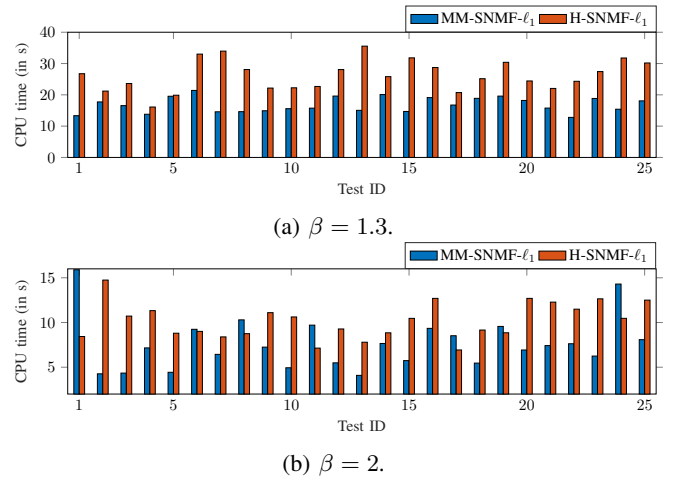 MM-SNMF-ℓ₁ H-SNMF-ℓ₁
40
30
20
10
0
CPU time (in s)
1 5 10 15 20 25
Test ID
(a) β = 1.3.
MM-SNMF-ℓ₁ H-SNMF-ℓ₁
15
10
5
CPU time (in s)
1 5 10 15 20 25
Test ID
(b) β = 2.